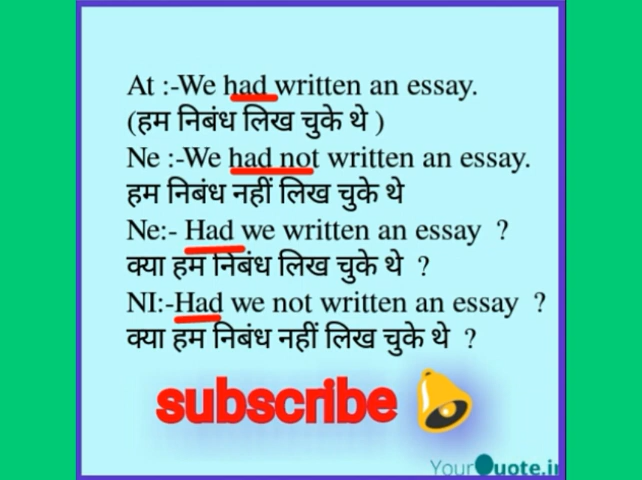 At :-We had written an essay.
(हम निबंध लिख चुके थे )
Ne :-We had not written an essay.
हम निबंध नहीं लिख चुके थे
Ne:- Had we written an essay ?
क्या हम निबंध लिख चुके थे ?
NI:-Had we not written an essay ?
क्या हम निबंध नहीं लिख चुके थे ?
subscribe
YourQuote.in